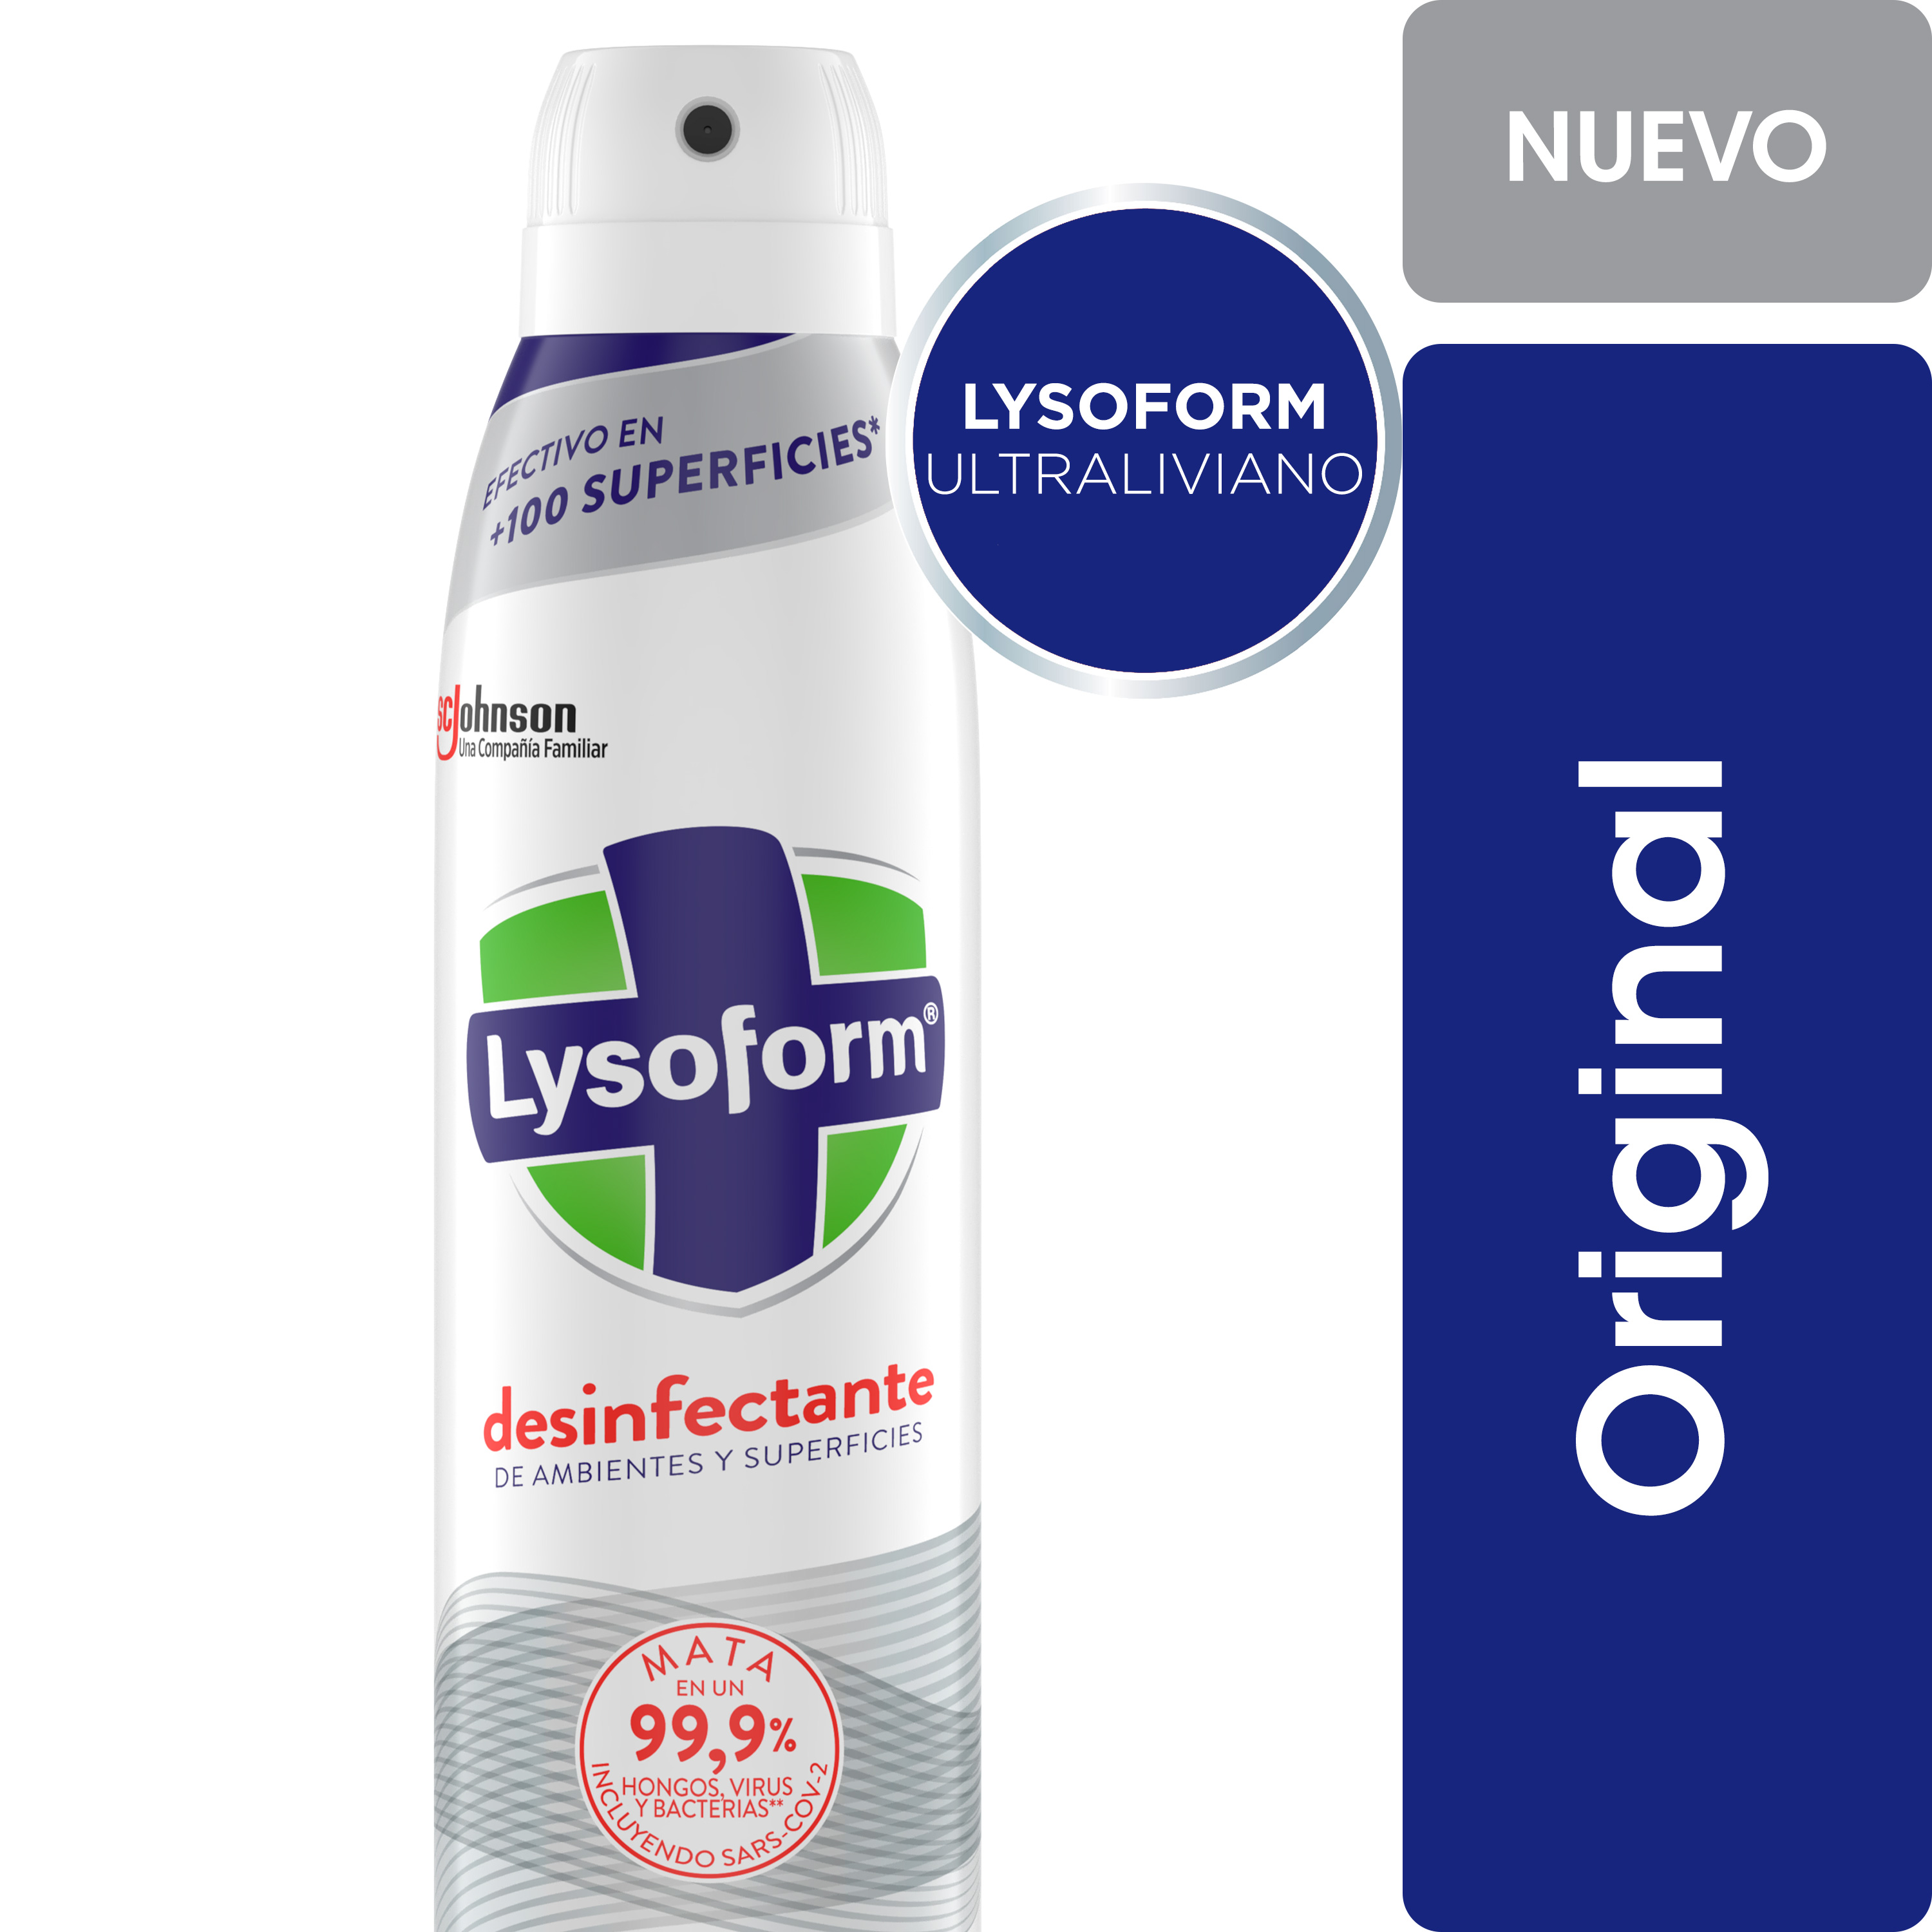 NUEVO
LYSOFORM
ULTRALIVIANO
Original
EFECTIVO EN
+100 SUPERFICIES*
scJohnson
Una Compañía Familiar
Lysoform®
desinfectante
DE AMBIENTES Y SUPERFICIES
MATA
EN UN
99,9%
HONGOS, VIRUS
Y BACTERIAS**
INCLUYENDO SARS-COV-2